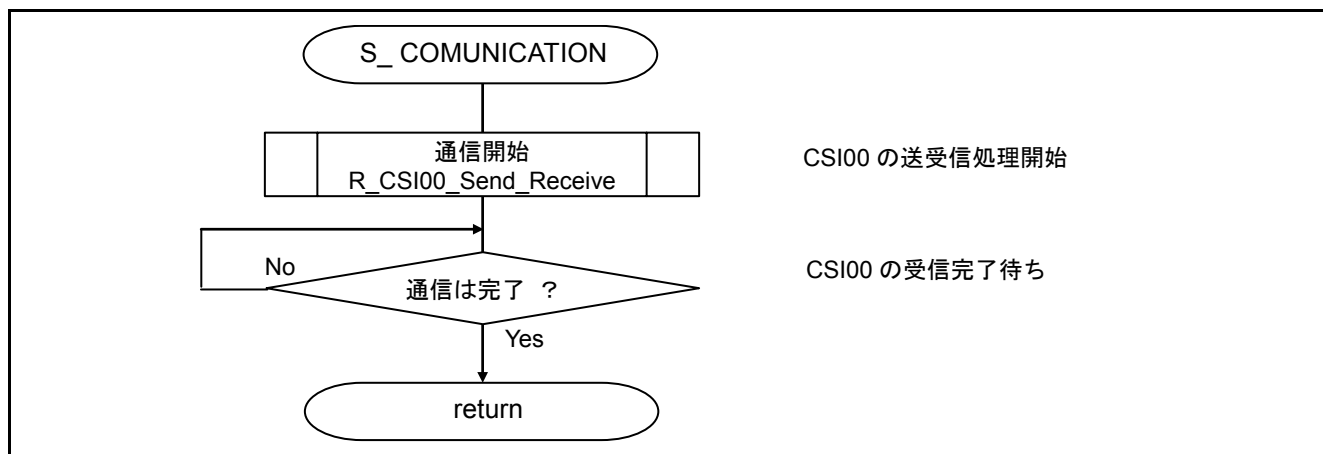 S_ COMUNICATION
通信開始
R_CSI00_Send_Receive
CSI00 の送受信処理開始
No
通信は完了 ?
CSI00 の受信完了待ち
Yes
return